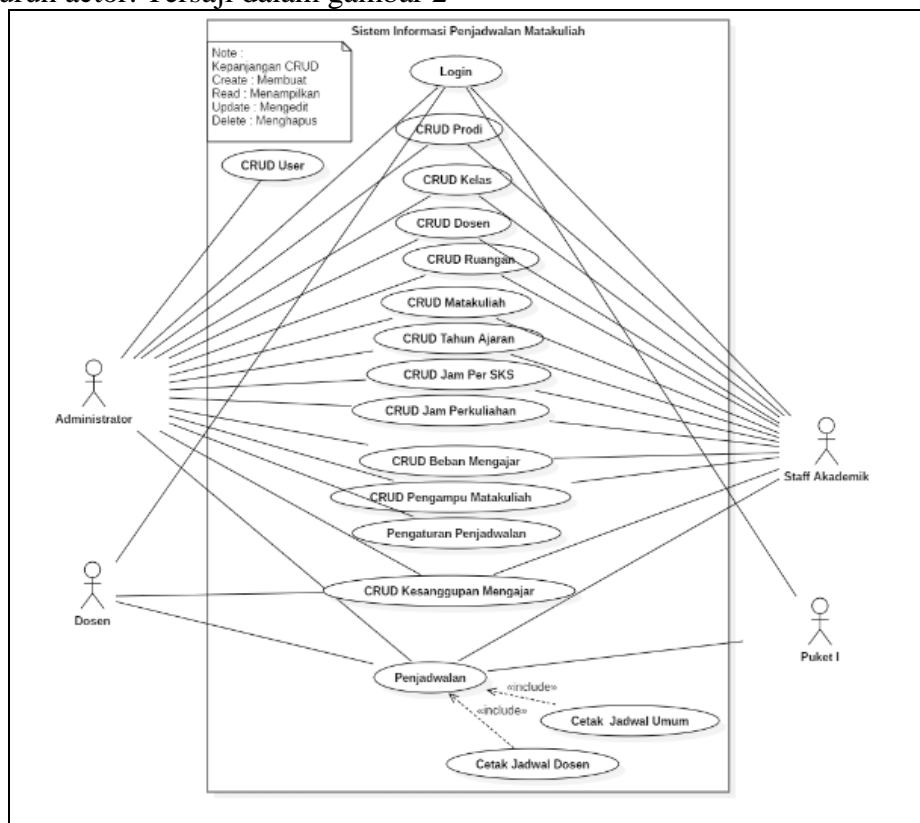 Sistem Informasi Penjadwalan Matakuliah
Note :
Kepanjangan CRUD
Create : Membuat
Read : Menampilkan
Update : Mengedit
Delete : Menghapus
Login
CRUD Prodi
CRUD User
CRUD Kelas
CRUD Dosen
CRUD Ruangan
CRUD Matakuliah
CRUD Tahun Ajaran
CRUD Jam Per SKS
CRUD Jam Perkuliahan
Administrator
CRUD Beban Mengajar
Staff Akademik
CRUD Pengampu Matakuliah
Pengaturan Penjadwalan
CRUD Kesanggupan Mengajar
Dosen
Puket I
Penjadwalan
«include»
«include»
Cetak Jadwal Umum
Cetak Jadwal Dosen